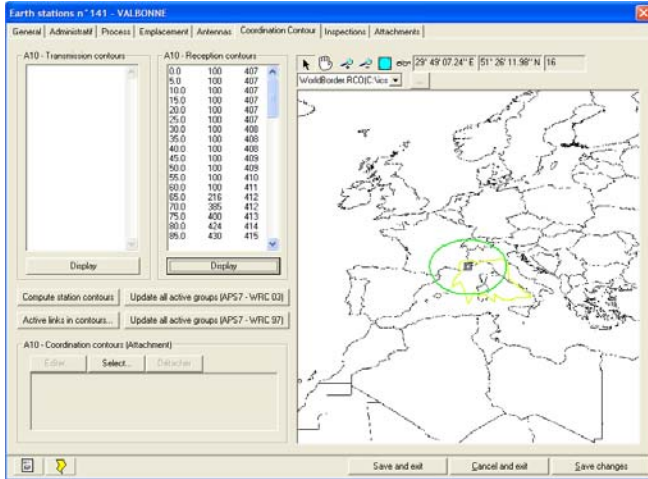 Earth stations n° 141 - VALBONNE
General Administratif Process Emplacement Antennas Coordination Contour Inspections Attachments
A10 - Transmission contours
Display
A10 - Reception contours
0.0 100 407
5.0 100 407
10.0 100 407
15.0 100 407
20.0 100 407
25.0 100 407
30.0 100 408
35.0 100 408
40.0 100 408
45.0 100 409
50.0 100 409
55.0 100 410
60.0 100 411
65.0 216 412
70.0 385 412
75.0 400 413
80.0 424 414
85.0 430 415
Display
29° 49' 07.24" E 51° 26' 11.98" N 16
WorldBorder RCO(C:\ics
...
Compute station contours Update all active groups (APS7 - WRC 03)
Active links in contours... Update all active groups (APS7 - WRC 97)
A10 - Coordination contours (Attachment)
Editer Select... Détacher
Save and exit Cancel and exit Save changes